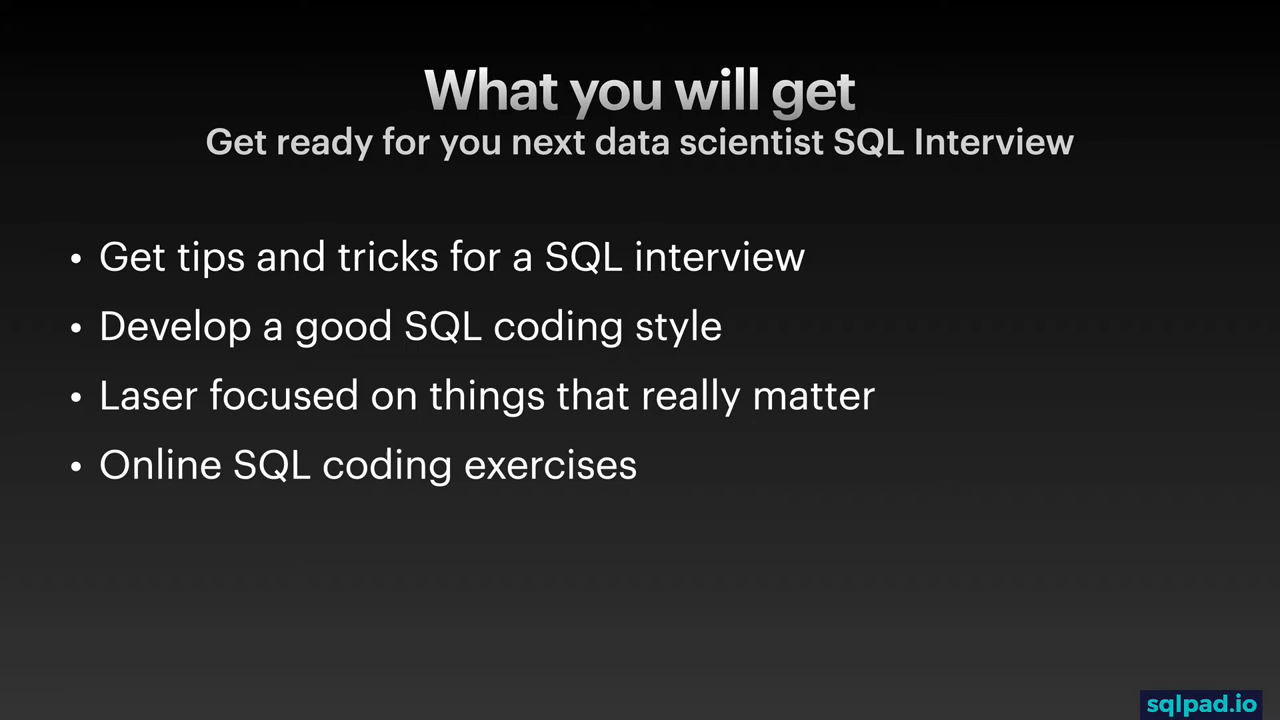 What you will get
Get ready for you next data scientist SQL Interview
• Get tips and tricks for a SQL interview
• Develop a good SQL coding style
• Laser focused on things that really matter
• Online SQL coding exercises
sqlpad.io